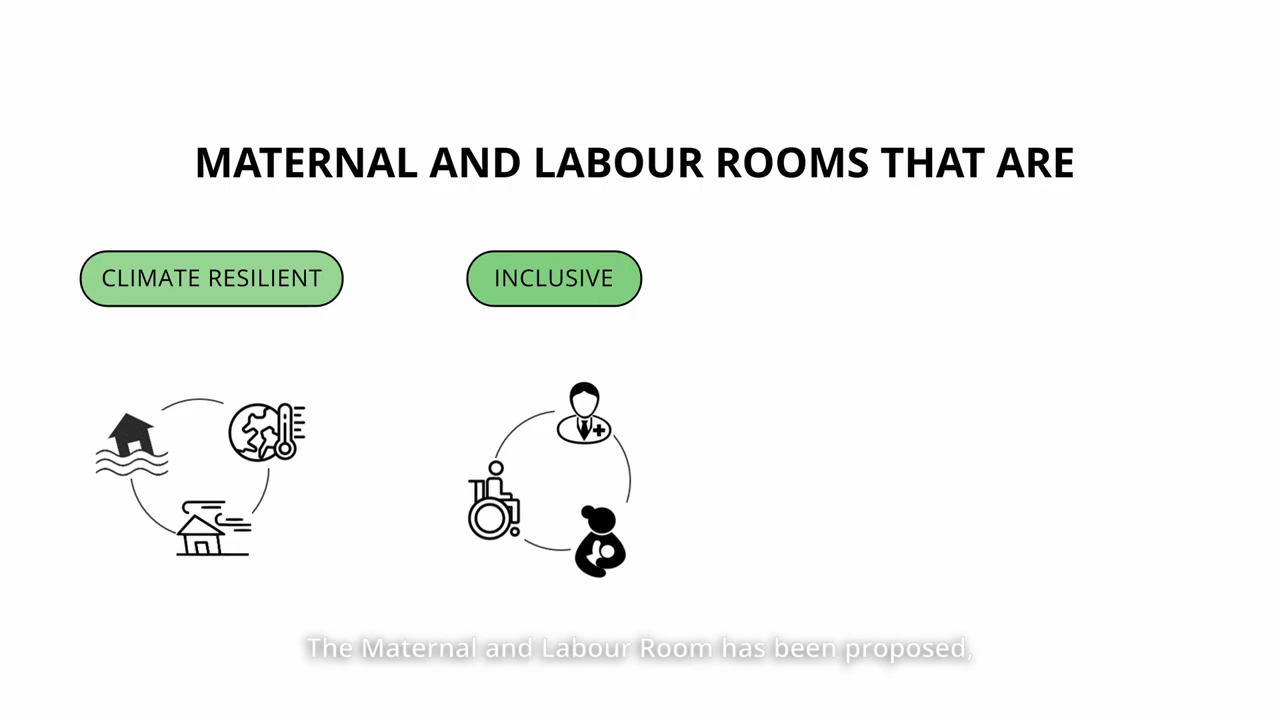 MATERNAL AND LABOUR ROOMS THAT ARE
CLIMATE RESILIENT
INCLUSIVE
The Maternal and Labour Room has been proposed,